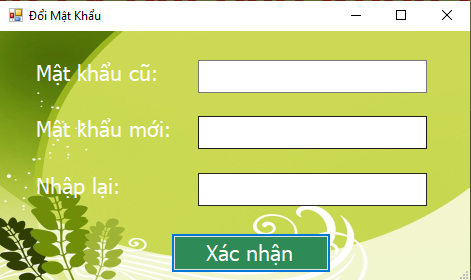 Đổi Mật Khẩu
Mật khẩu cũ:
Mật khẩu mới:
Nhập lại:
Xác nhận